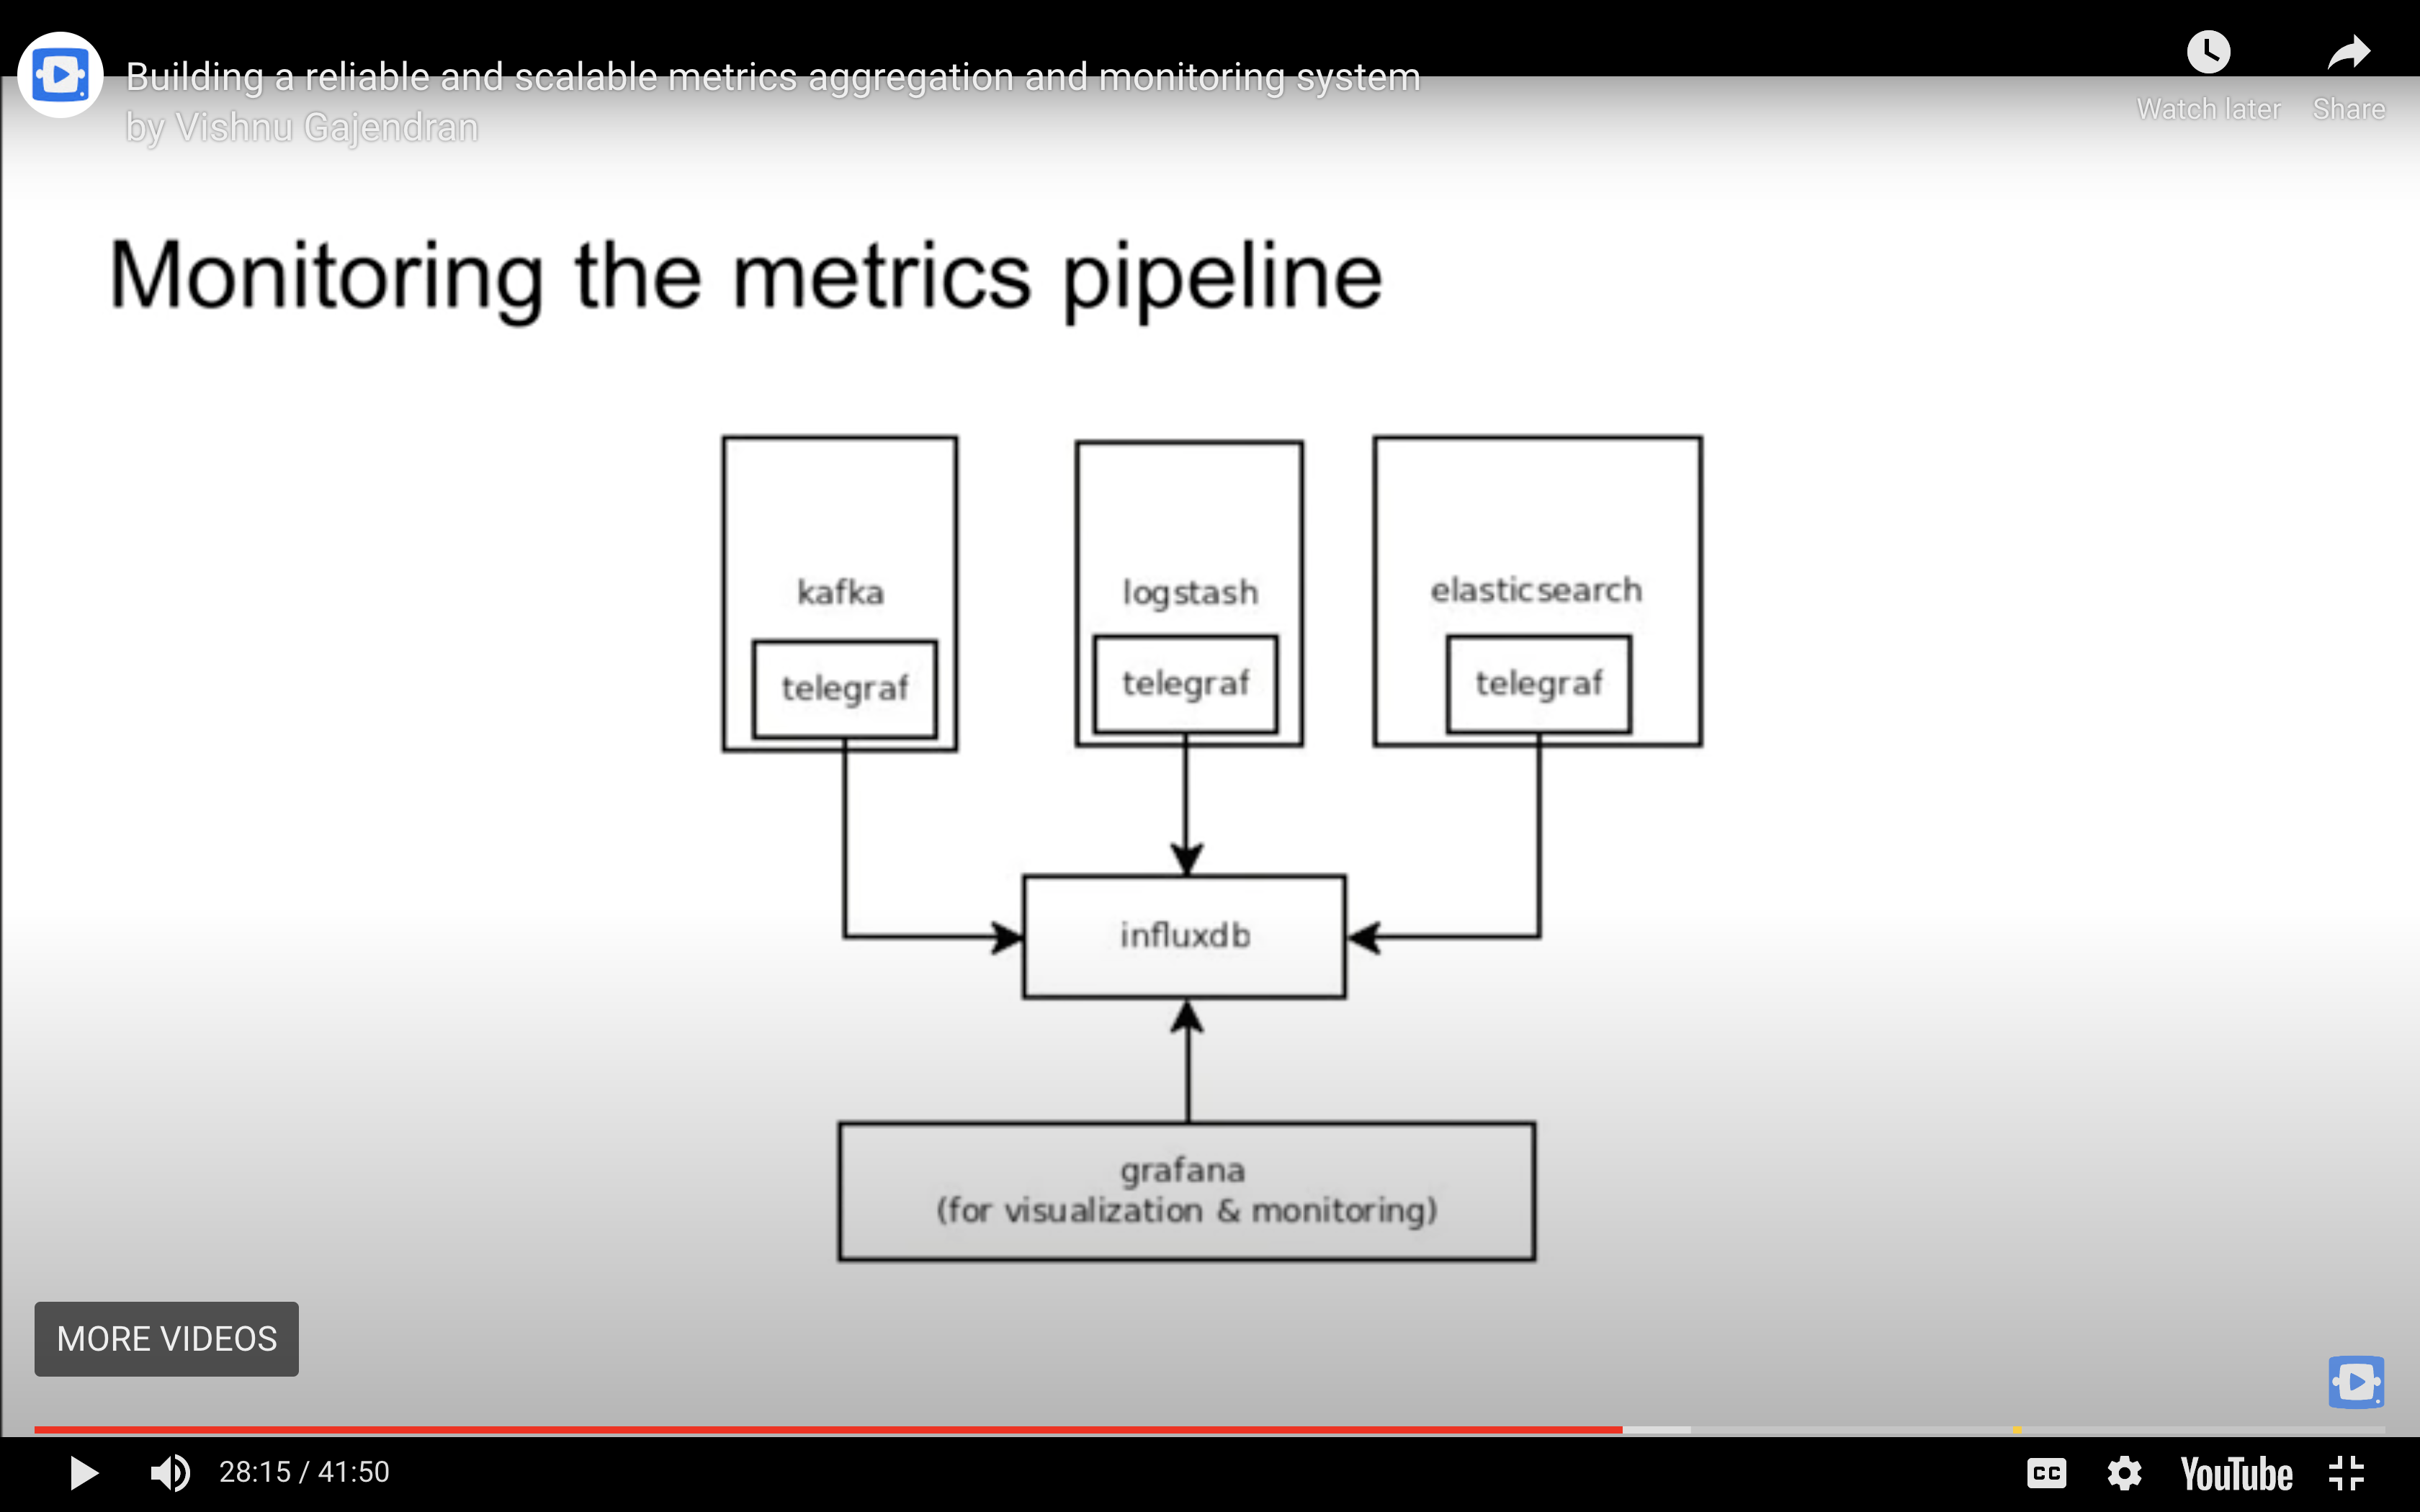 Building a reliable and scalable metrics aggregation and monitoring system
by Vishnu Gajendran
Watch later
Share
Monitoring the metrics pipeline
kafka
telegraf
logstash
telegraf
elasticsearch
telegraf
influxdb
grafana
(for visualization & monitoring)
MORE VIDEOS
28:15 / 41:50
CC
YouTube